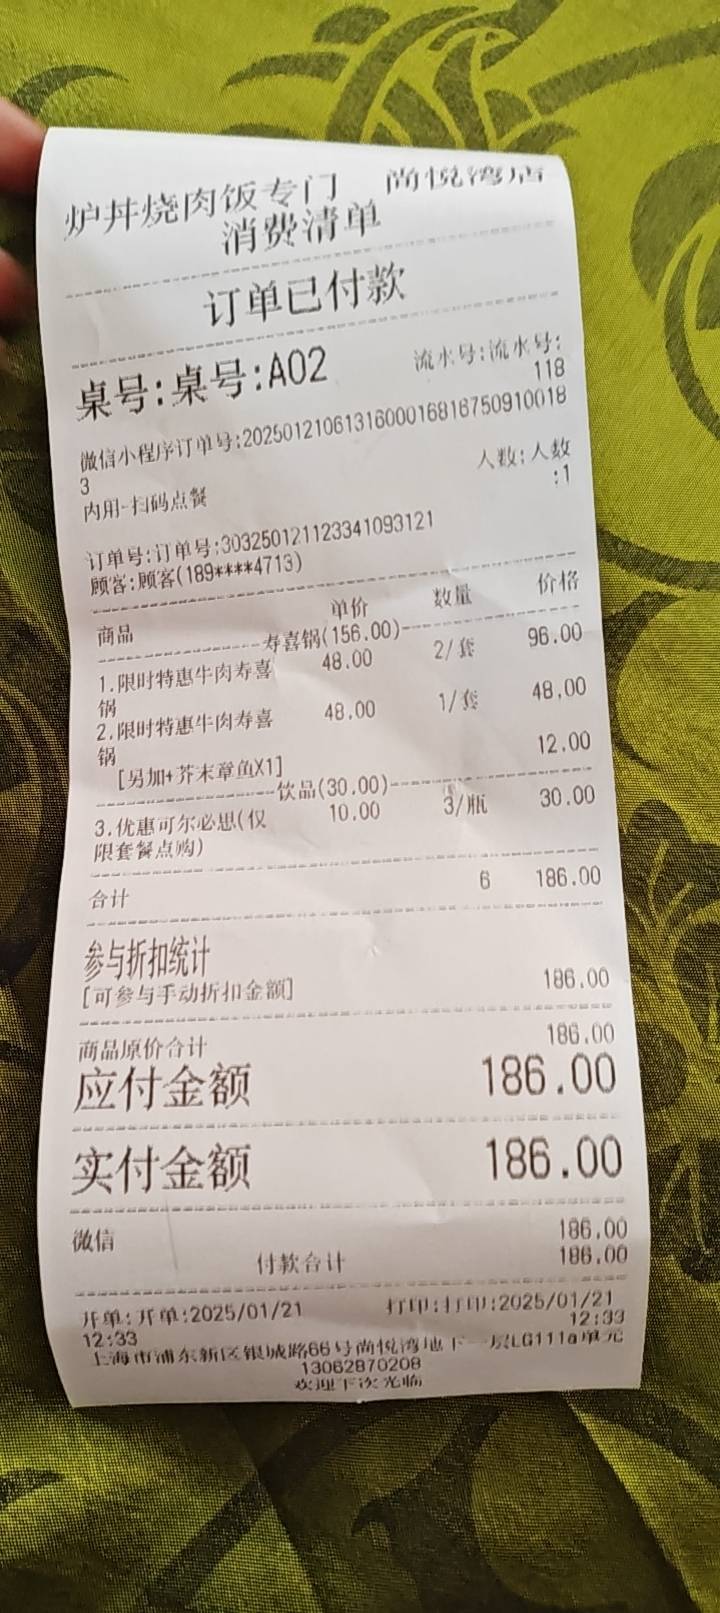 炉丼烧肉饭专门 尚悦湾店
消费清单
订单已付款
桌号:桌号:A02 流水号:流水号:
118
微信小程序订单号:2025012106131600016816750910018
3
内用-扫码点餐 人数:人数
:1
订单号:订单号:303250121123341093121
顾客:顾客(189****4713)
商品 单价 数量 价格
寿喜锅(156.00)
1.限时特惠牛肉寿喜 48.00 2/套 96.00
锅
2.限时特惠牛肉寿喜 48.00 1/套 48.00
锅
[另加+芥末章鱼X1] 12.00
饮品(30.00)
3.优惠可尔必思(仅 10.00 3/瓶 30.00
限套餐点购)
合计 6 186.00
参与折扣统计
[可参与手动折扣金额] 186.00
商品原价合计 186.00
应付金额 186.00
实付金额 186.00
微信 186.00
付款合计 186.00
开单:开单:2025/01/21 打印:打印:2025/01/21
12:33 12:33
上海市浦东新区银城路66号尚悦湾地下一层LG111a单元
13062870208
欢迎下次光临